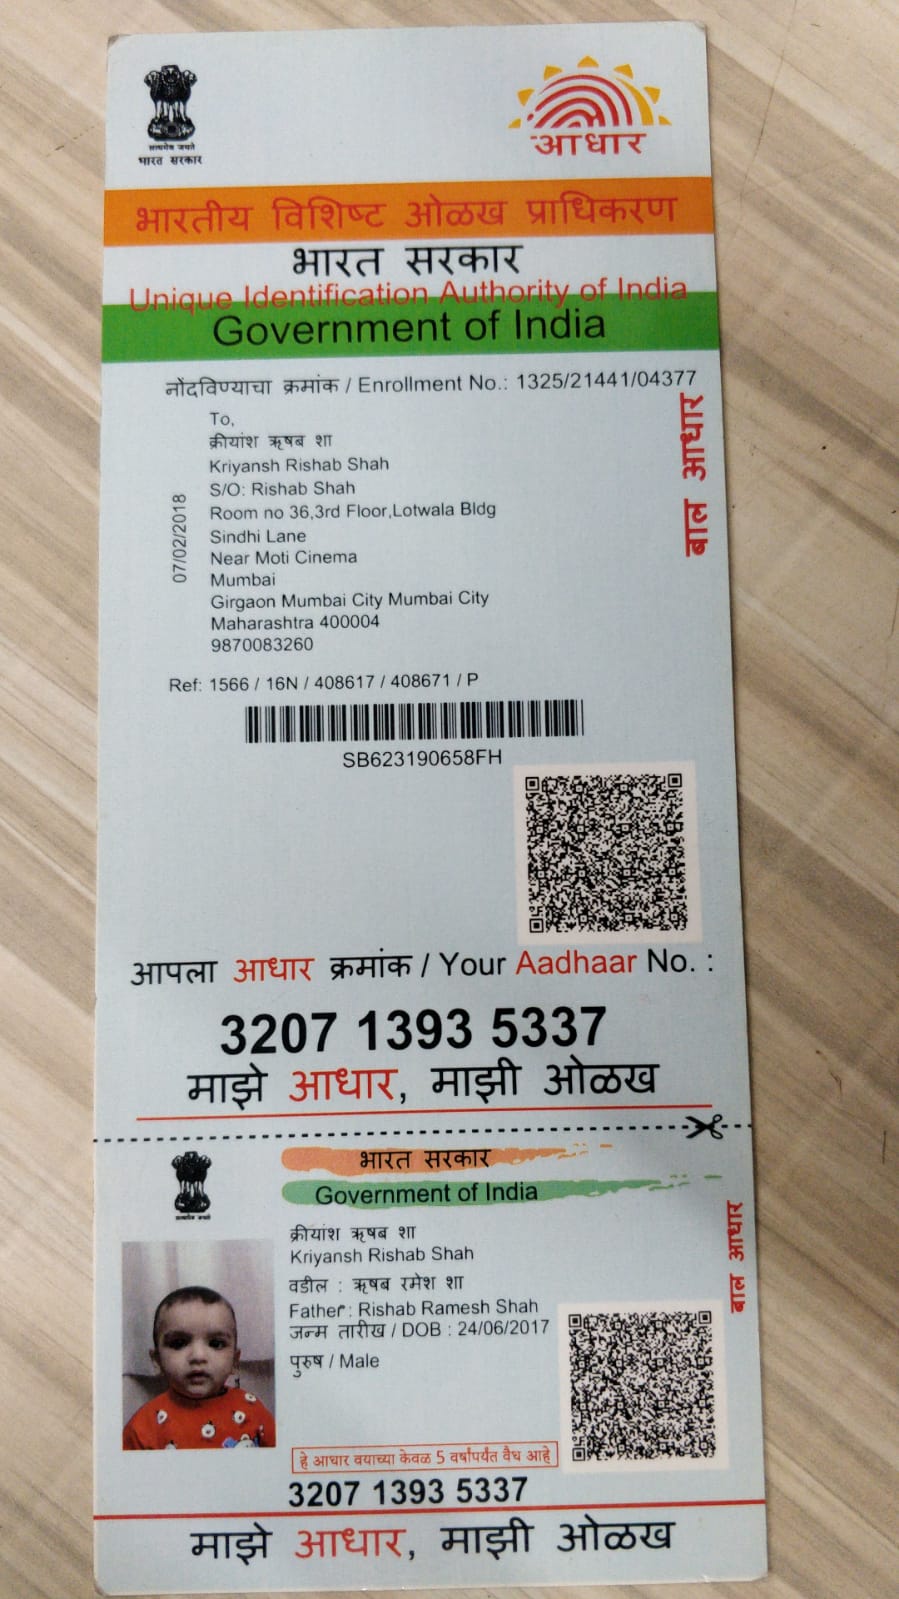 सत्यमेव जयते
भारत सरकार
आधार
भारतीय विशिष्ट ओळख प्राधिकरण
भारत सरकार
Unique Identification Authority of India
Government of India
नोंदविण्याचा क्रमांक / Enrollment No.: 1325/21441/04377
To,
क्रीयांश ऋषब शा
Kriyansh Rishab Shah
S/O: Rishab Shah
Room no 36,3rd Floor,Lotwala Bldg
Sindhi Lane
Near Moti Cinema
Mumbai
Girgaon Mumbai City Mumbai City
Maharashtra 400004
9870083260
07/02/2018
बाल आधार
Ref: 1566 / 16N / 408617 / 408671 / P
SB623190658FH
आपला आधार क्रमांक / Your Aadhaar No. :
3207 1393 5337
माझे आधार, माझी ओळख
भारत सरकार
Government of India
सत्यमेव जयते
क्रीयांश ऋषब शा
Kriyansh Rishab Shah
वडील : ऋषब रमेश शा
Father: Rishab Ramesh Shah
जन्म तारीख / DOB : 24/06/2017
पुरुष / Male
बाल आधार
हे आधार वयाच्या केवळ 5 वर्षांपर्यंत वैध आहे
3207 1393 5337
माझे आधार, माझी ओळख